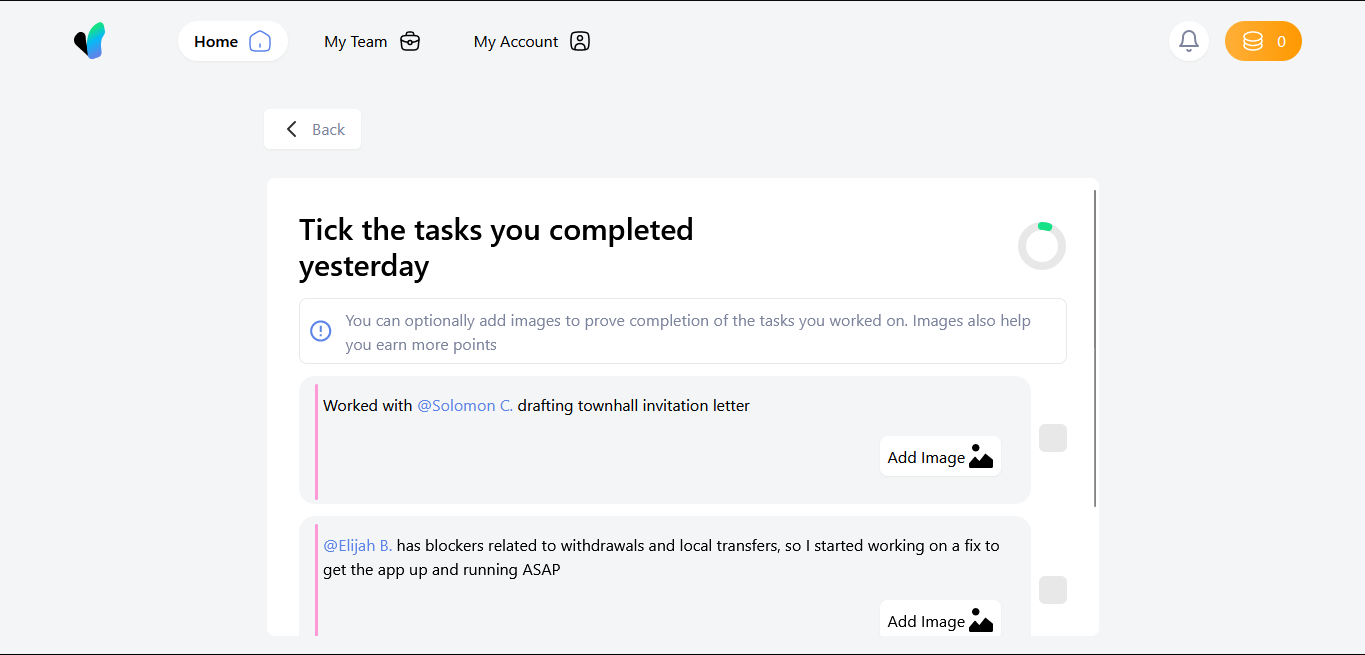 Home
My Team
My Account
0
Back
Tick the tasks you completed
yesterday
You can optionally add images to prove completion of the tasks you worked on. Images also help
you earn more points
Worked with @Solomon C. drafting townhall invitation letter
Add Image
@Elijah B. has blockers related to withdrawals and local transfers, so I started working on a fix to
get the app up and running ASAP
Add Image